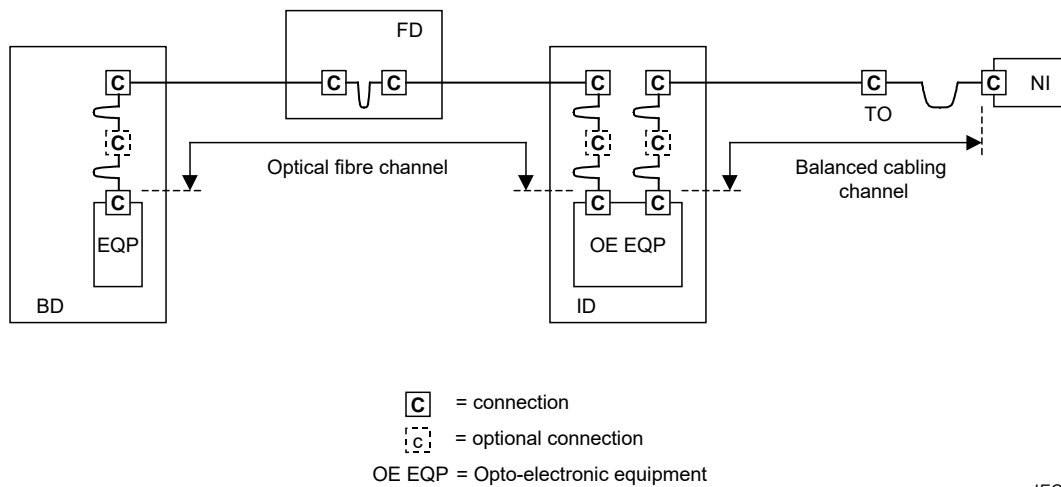 FD
C C C C C C C NI
TO
C C C
Optical fibre channel
Balanced cabling
channel
C C C
EQP
OE EQP
BD
ID
C = connection
c = optional connection
OE EQP = Opto-electronic equipment